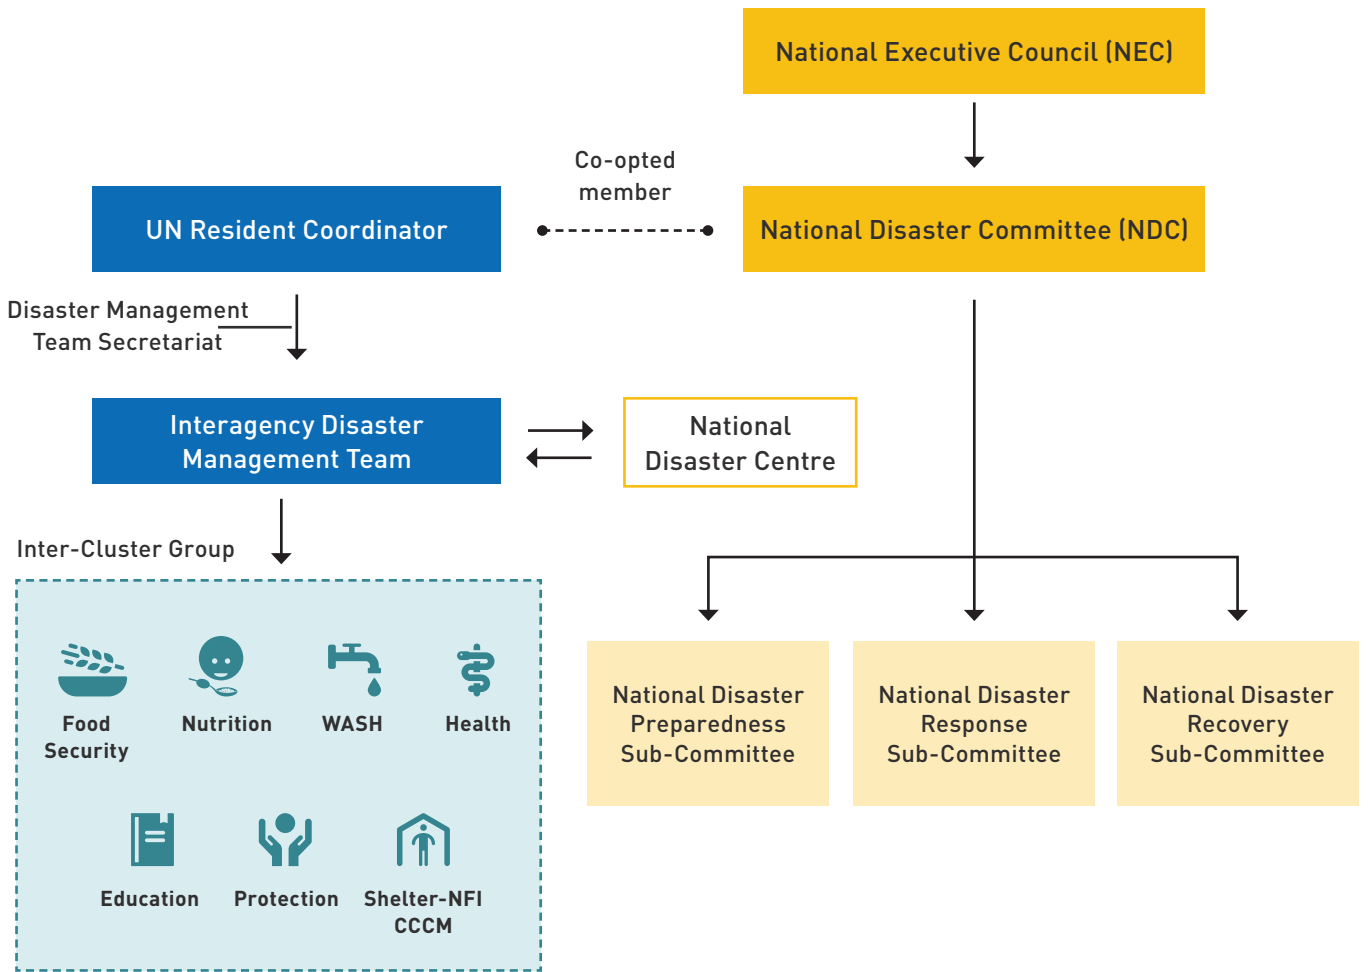 National Executive Council (NEC)
Co-opted
member
UN Resident Coordinator
National Disaster Committee (NDC)
Disaster Management
Team Secretariat
Interagency Disaster
Management Team
National
Disaster Centre
Inter-Cluster Group
Food
Security
Nutrition
WASH
Health
Education
Protection
Shelter-NFI
CCCM
National Disaster
Preparedness
Sub-Committee
National Disaster
Response
Sub-Committee
National Disaster
Recovery
Sub-Committee